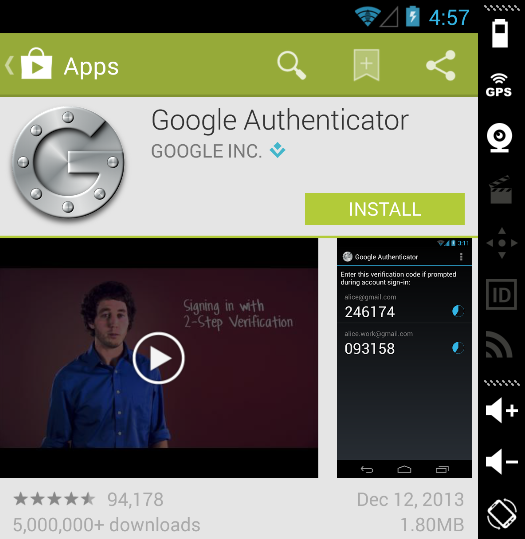 4:57
Apps
GPS
Google Authenticator
GOOGLE INC.
INSTALL
Signing in with
2-Step Verification
3:11
Google Authenticator
Enter this verification code if prompted
during account sign-in:
alice@gmail.com
246174
alice.work@gmail.com
093158
ID
94,178
Dec 12, 2013
5,000,000+ downloads
1.80MB